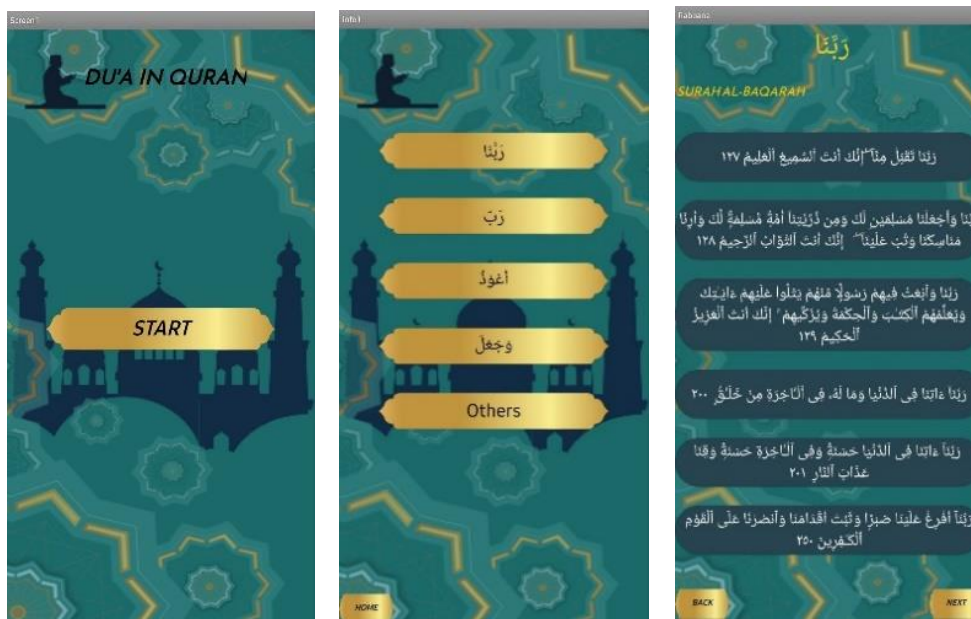 Screen1
DU'A IN QURAN
START
Info1
رَبَّنَا
رَبِّ
أَعُوْذُ
وَجَعَلَ
Others
HOME
Rabbana
رَبَّنَا
SURAH AL-BAQARAH
رَبَّنَا تَقَبَّلْ مِنَّآ ۖ إِنَّكَ أَنتَ ٱلسَّمِيعُ ٱلْعَلِيمُ ١٢٧
وَٱجْعَلْنَا مُسْلِمَيْنِ لَكَ وَمِن ذُرِّيَّتِنَآ أُمَّةً مُّسْلِمَةً لَّكَ وَأَرِنَا
مَنَاسِكَنَا وَتُبْ عَلَيْنَآ ۖ إِنَّكَ أَنتَ ٱلتَّوَّابُ ٱلرَّحِيمُ ١٢٨
رَبَّنَا وَٱبْعَثْ فِيهِمْ رَسُولًا مِّنْهُمْ يَتْلُوا عَلَيْهِمْ ءَايَـٰتِكَ
وَيُعَلِّمُهُمُ ٱلْكِتَـٰبَ وَٱلْحِكْمَةَ وَيُزَكِّيهِمْ ۚ إِنَّكَ أَنتَ ٱلْعَزِيزُ
ٱلْحَكِيمُ ١٢٩
رَبَّنَآ ءَاتِنَا فِى ٱلدُّنْيَا وَمَا لَهُۥ فِى ٱلْـَٔاخِرَةِ مِنْ خَلَـٰقٍ ٢٠٠
رَبَّنَآ ءَاتِنَا فِى ٱلدُّنْيَا حَسَنَةً وَفِى ٱلْـَٔاخِرَةِ حَسَنَةً وَقِنَا
عَذَابَ ٱلنَّارِ ٢٠١
رَبَّنَآ أَفْرِغْ عَلَيْنَا صَبْرًا وَثَبِّتْ أَقْدَامَنَا وَٱنصُرْنَا عَلَى ٱلْقَوْمِ
ٱلْكَـٰفِرِينَ ٢٥٠
BACK
NEXT